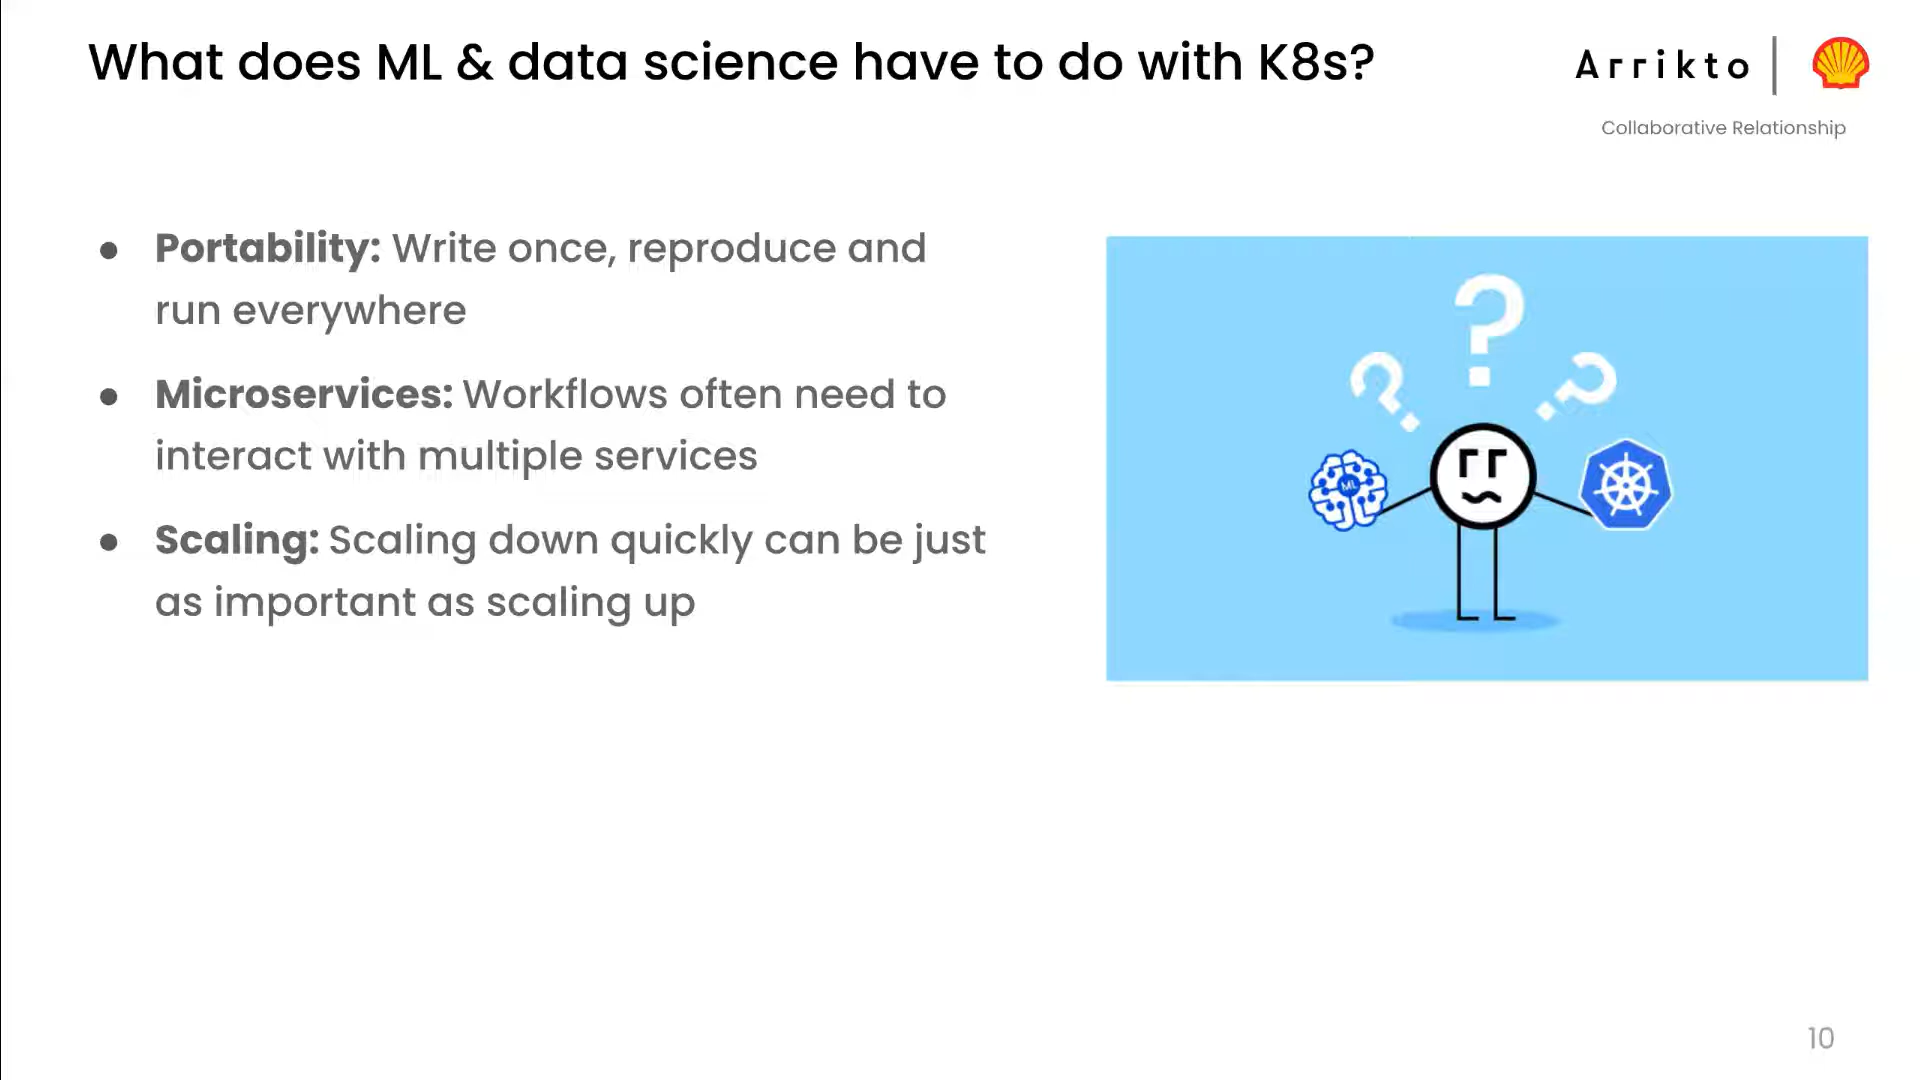 What does ML & data science have to do with K8s?
Arrikto
Collaborative Relationship
● Portability: Write once, reproduce and
run everywhere
● Microservices: Workflows often need to
interact with multiple services
● Scaling: Scaling down quickly can be just
as important as scaling up
? ? ?
ML
10